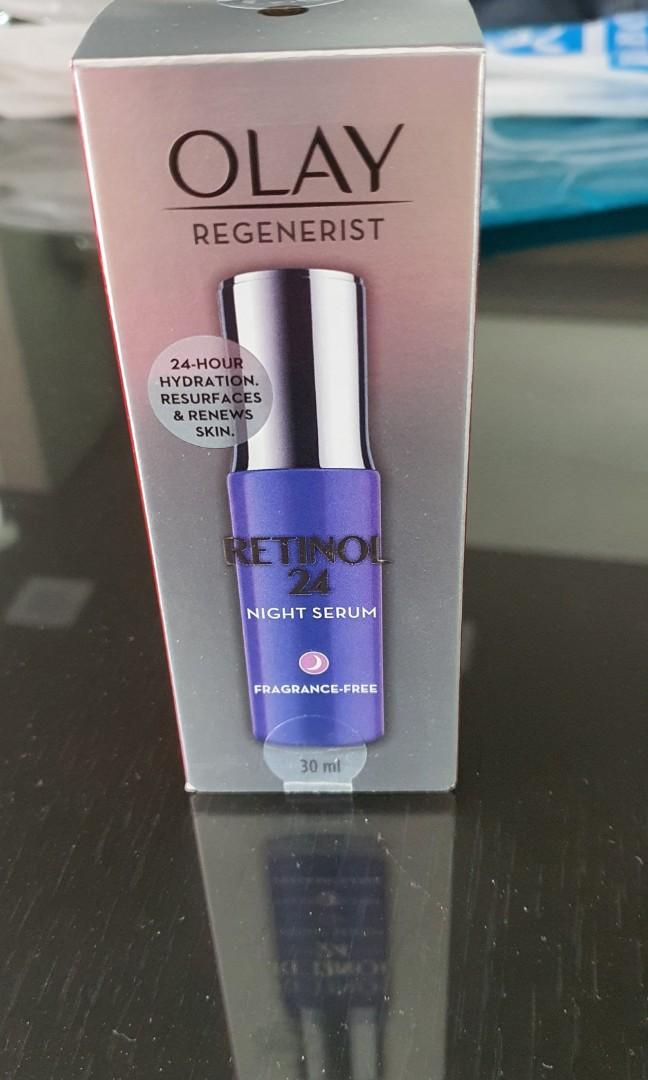 OLAY
REGENERIST
24-HOUR
HYDRATION.
RESURFACES
& RENEWS
SKIN.
RETINOL
24
NIGHT SERUM
FRAGRANCE-FREE
30 ml